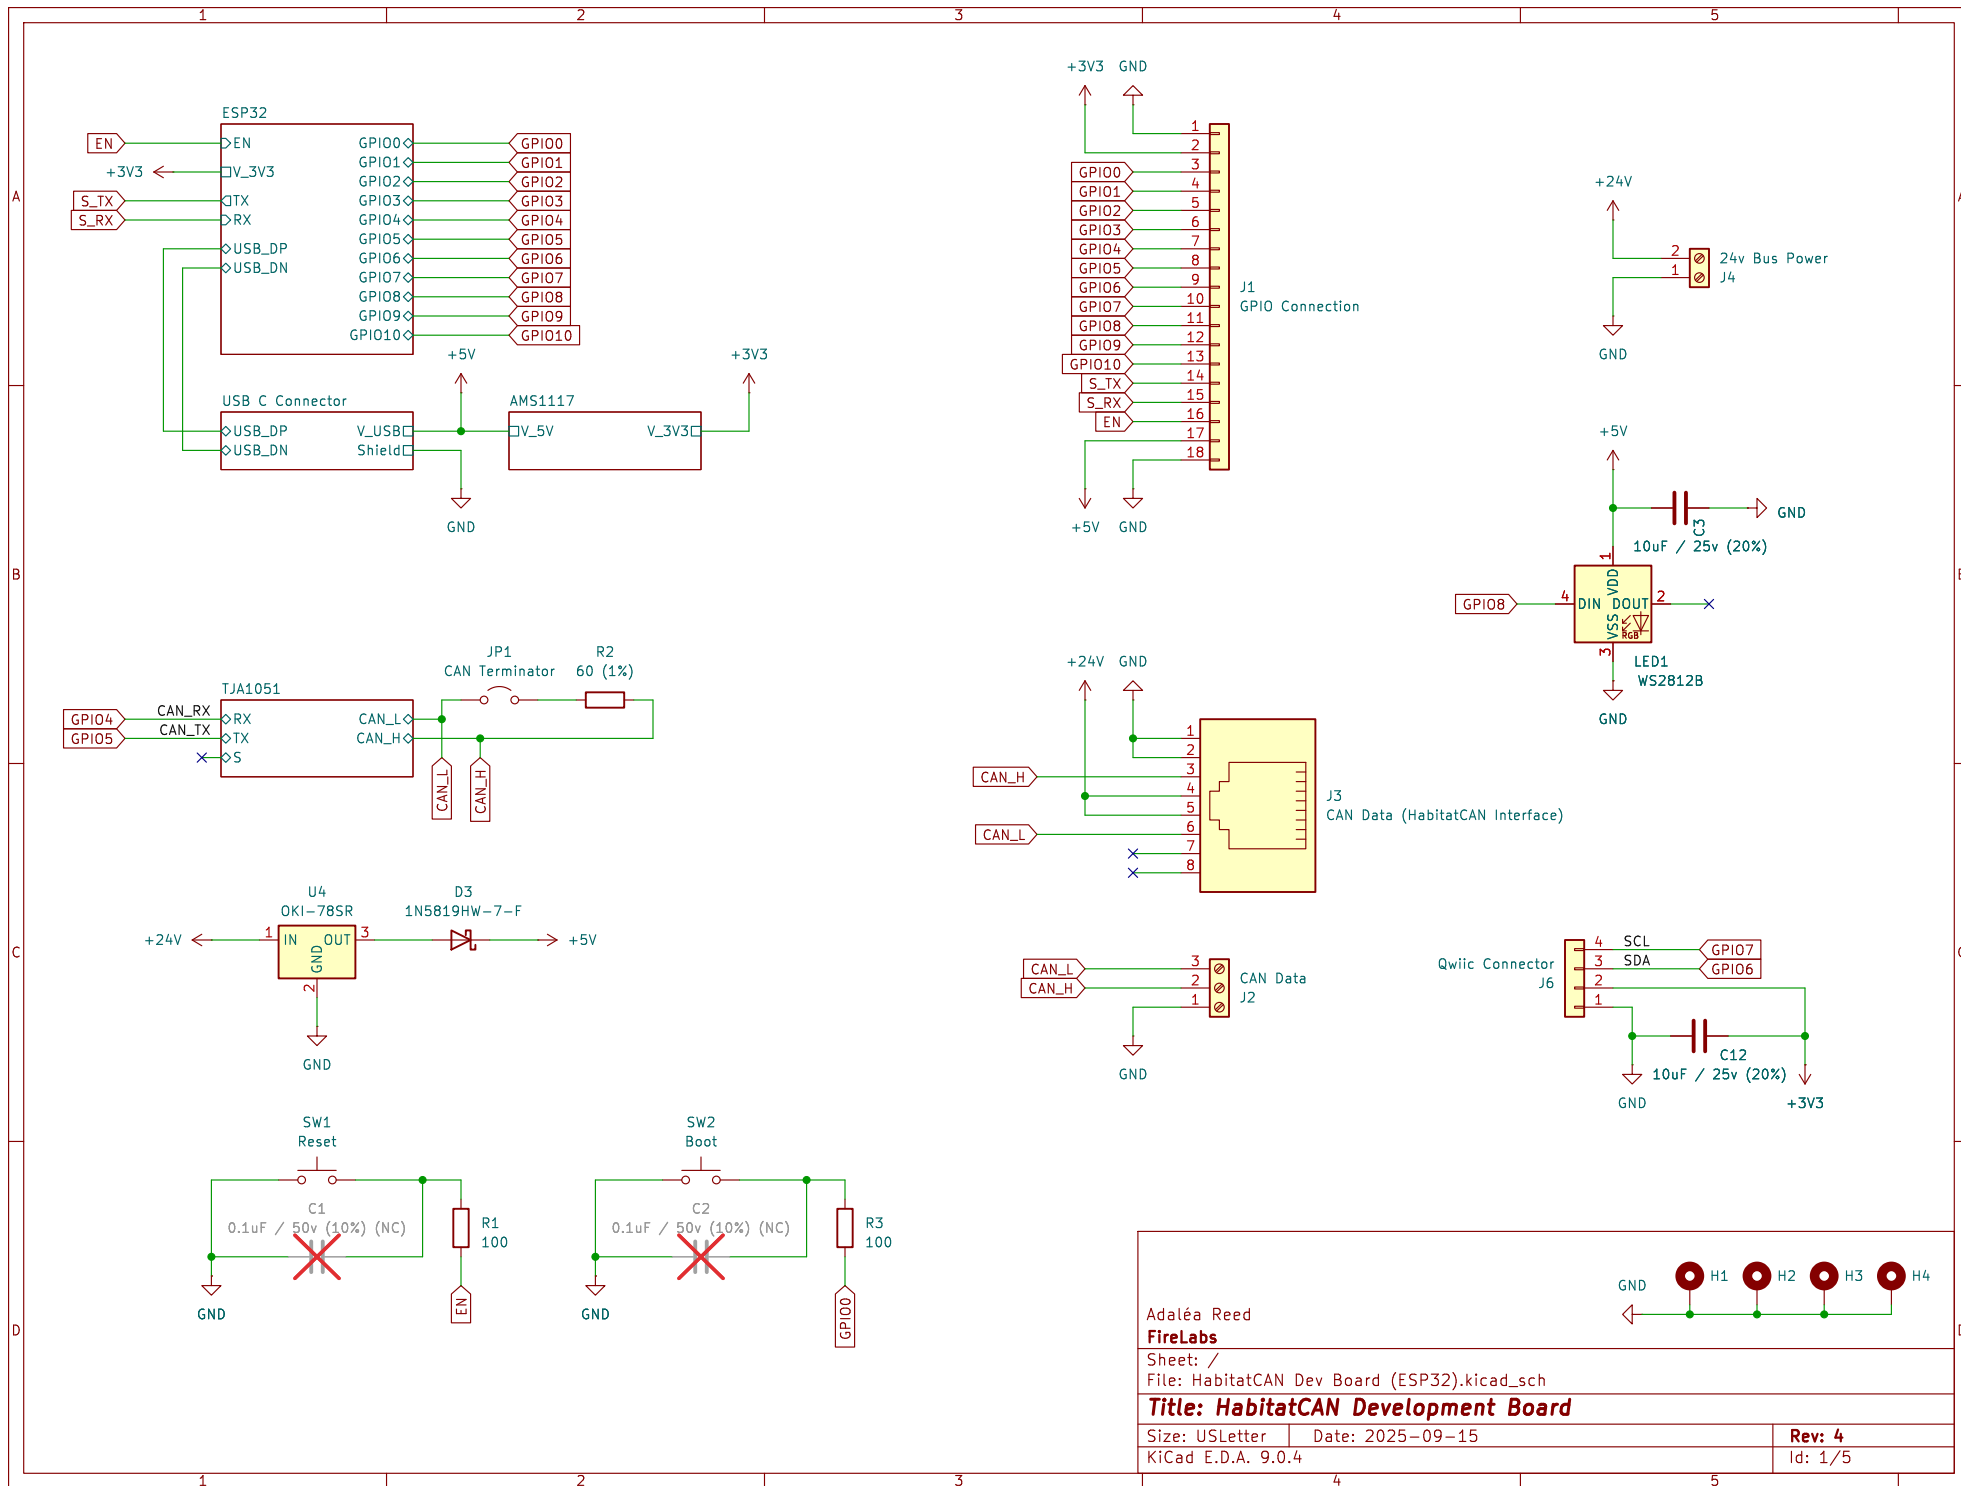 1 2 3 4 5
A
B
C
D
ESP32
EN
+3V3
S_TX
S_RX
EN
V_3V3
TX
RX
USB_DP
USB_DN
GPIO0 GPIO0
GPIO1 GPIO1
GPIO2 GPIO2
GPIO3 GPIO3
GPIO4 GPIO4
GPIO5 GPIO5
GPIO6 GPIO6
GPIO7 GPIO7
GPIO8 GPIO8
GPIO9 GPIO9
GPIO10 GPIO10
USB C Connector
USB_DP V_USB
USB_DN Shield
+5V
GND
AMS1117
V_5V V_3V3
+3V3
+3V3 GND
1
2
GPIO0 3
GPIO1 4
GPIO2 5
GPIO3 6
GPIO4 7
GPIO5 8
GPIO6 9
GPIO7 10
GPIO8 11
GPIO9 12
GPIO10 13
S_TX 14
S_RX 15
EN 16
17
18
J1
GPIO Connection
+5V GND
+24V
2 24v Bus Power
1 J4
GND
+5V
C3
GND
10uF / 25v (20%)
GPIO8
4 DIN DOUT 2
1 VDD
VSS 3
RGB
LED1
WS2812B
GND
TJA1051
GPIO4 CAN_RX RX CAN_L
GPIO5 CAN_TX TX CAN_H
S
JP1
CAN Terminator
R2
60 (1%)
CAN_L
CAN_H
+24V GND
1
2
CAN_H 3
4
5
CAN_L 6
7
8
J3
CAN Data (HabitatCAN Interface)
U4
OKI-78SR
+24V 1 IN OUT 3
GND
2
GND
D3
1N5819HW-7-F
+5V
CAN_L 3
CAN_H 2
1
CAN Data
J2
GND
Qwiic Connector
J6
4 SCL GPIO7
3 SDA GPIO6
2
1
C12
10uF / 25v (20%)
GND
+3V3
SW1
Reset
C1
0.1uF / 50v (10%) (NC)
R1
100
GND
EN
SW2
Boot
C2
0.1uF / 50v (10%) (NC)
R3
100
GND
GPIO0
GND H1 H2 H3 H4
Adaléa Reed
FireLabs
Sheet: /
File: HabitatCAN Dev Board (ESP32).kicad_sch
Title: HabitatCAN Development Board
Size: USLetter Date: 2025-09-15 Rev: 4
KiCad E.D.A. 9.0.4 Id: 1/5
1 2 3 4 5